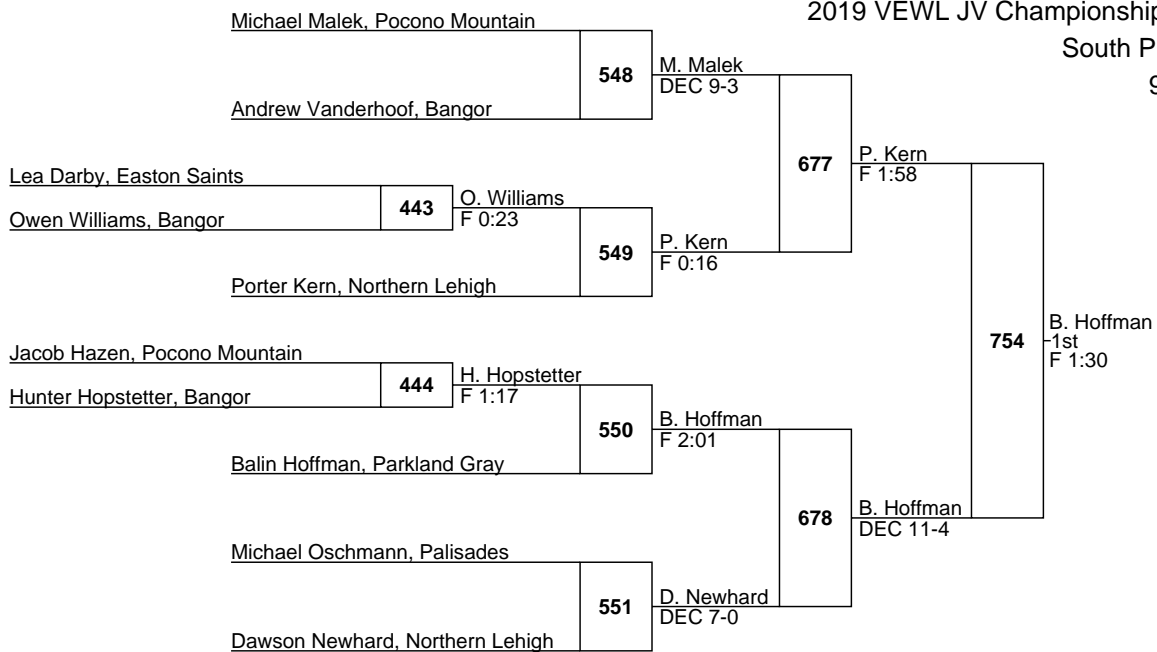 2019 VEWL JV Championship
South P
9
Michael Malek, Pocono Mountain
548
M. Malek
DEC 9-3
Andrew Vanderhoof, Bangor
677
P. Kern
F 1:58
Lea Darby, Easton Saints
443
O. Williams
F 0:23
Owen Williams, Bangor
549
P. Kern
F 0:16
Porter Kern, Northern Lehigh
754
B. Hoffman
1st
F 1:30
Jacob Hazen, Pocono Mountain
444
H. Hopstetter
F 1:17
Hunter Hopstetter, Bangor
550
B. Hoffman
F 2:01
Balin Hoffman, Parkland Gray
678
B. Hoffman
DEC 11-4
Michael Oschmann, Palisades
551
D. Newhard
DEC 7-0
Dawson Newhard, Northern Lehigh